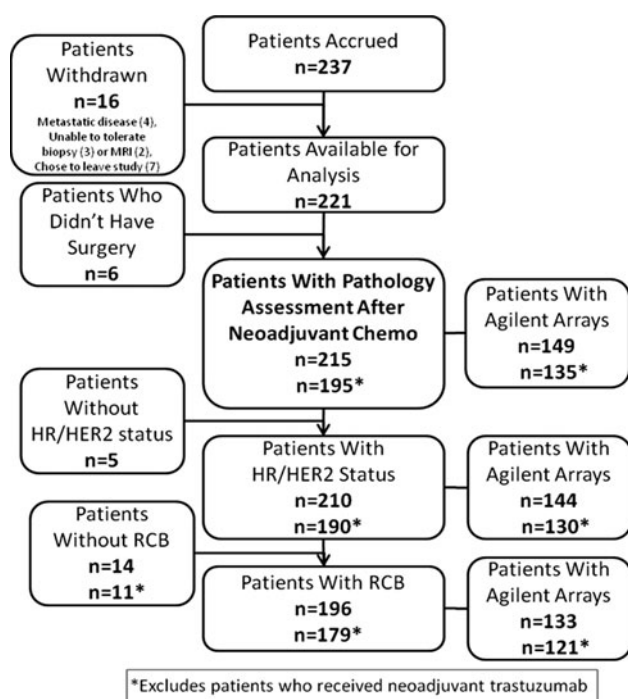 Patients Accrued
n=237
Patients
Withdrawn
n=16
Metastatic disease (4),
Unable to tolerate
biopsy (3) or MRI (2),
Chose to leave study (7)
Patients Available for
Analysis
n=221
Patients Who
Didn't Have
Surgery
n=6
Patients With Pathology
Assessment After
Neoadjuvant Chemo
n=215
n=195*
Patients With
Agilent Arrays
n=149
n=135*
Patients
Without
HR/HER2 status
n=5
Patients With
HR/HER2 Status
n=210
n=190*
Patients With
Agilent Arrays
n=144
n=130*
Patients
Without RCB
n=14
n=11*
Patients With RCB
n=196
n=179*
Patients With
Agilent Arrays
n=133
n=121*
*Excludes patients who received neoadjuvant trastuzumab